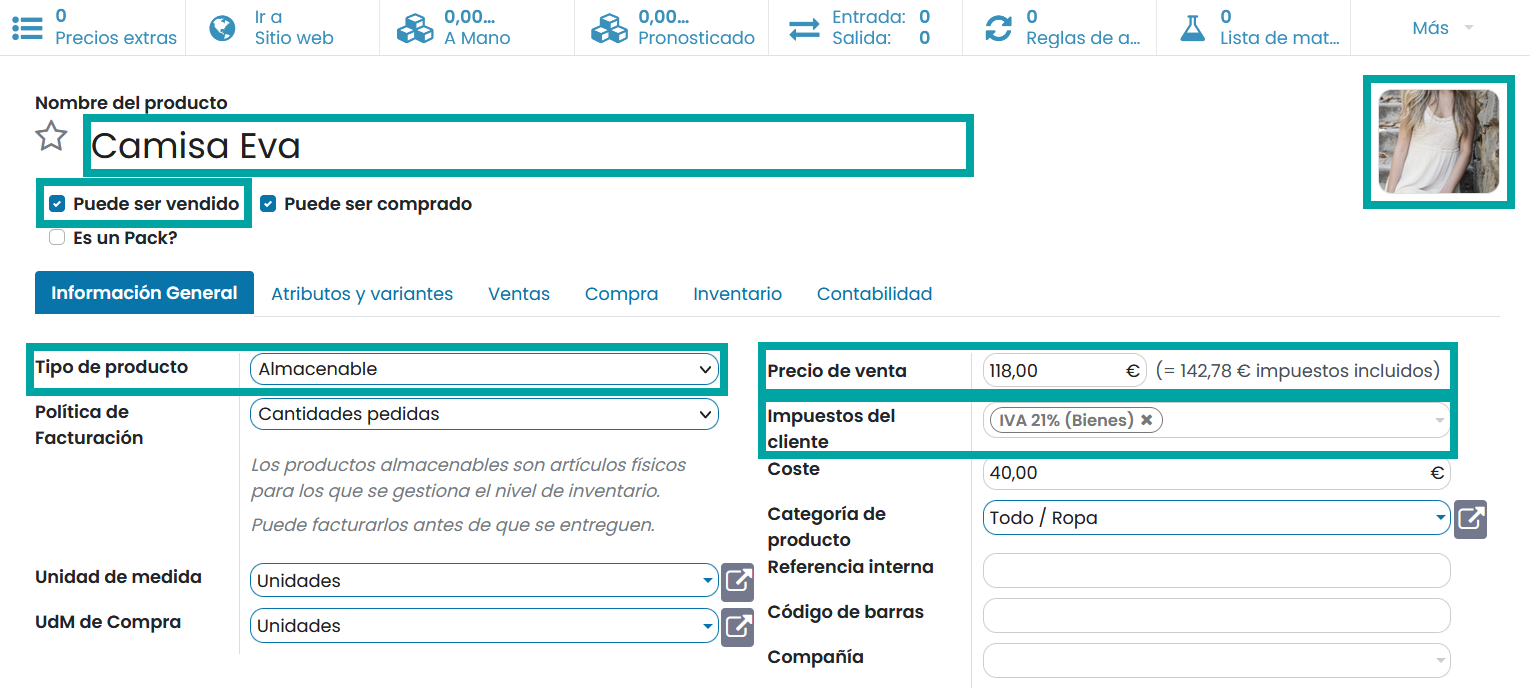 0
Precios extras
Ir a
Sitio web
0,00...
A Mano
0,00...
Pronosticado
Entrada: 0
Salida: 0
0
Reglas de a...
0
Lista de mat...
Más
Nombre del producto
Camisa Eva
Puede ser vendido Puede ser comprado
Es un Pack?
Información General Atributos y variantes Ventas Compra Inventario Contabilidad
Tipo de producto Almacenable
Política de
Facturación
Cantidades pedidas
Los productos almacenables son artículos físicos
para los que se gestiona el nivel de inventario.
Puede facturarlos antes de que se entreguen.
Unidad de medida Unidades
UdM de Compra Unidades
Precio de venta 118,00 € (= 142,78 € impuestos incluidos)
Impuestos del
cliente
IVA 21% (Bienes) ✖
Coste 40,00 €
Categoría de
producto
Todo / Ropa
Referencia interna
Código de barras
Compañía